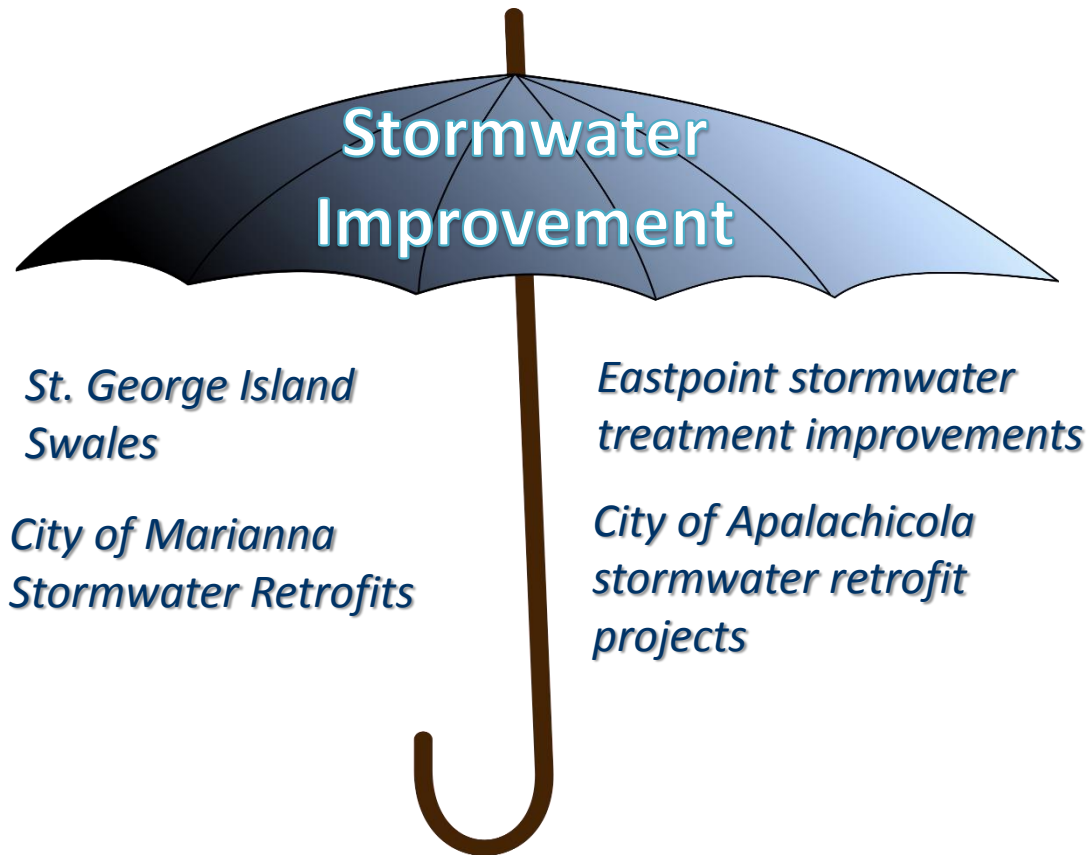 Stormwater
Improvement
St. George Island
Swales
City of Marianna
Stormwater Retrofits
Eastpoint stormwater
treatment improvements
City of Apalachicola
stormwater retrofit
projects